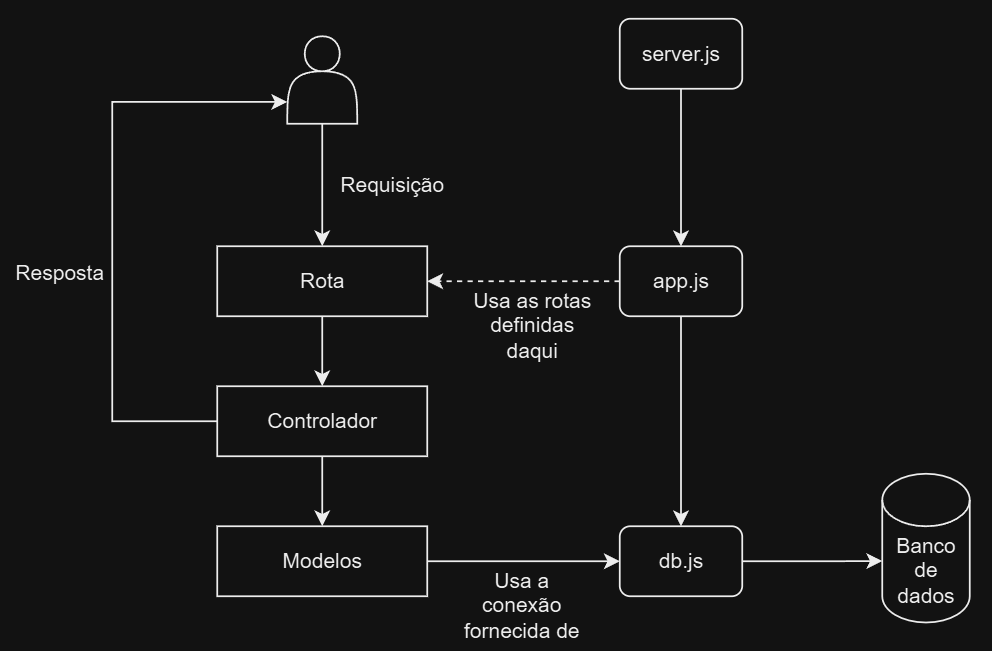 server.js
Requisição
Resposta
Rota
app.js
Usa as rotas
definidas
daqui
Controlador
Modelos
db.js
Banco
de
dados
Usa a
conexão
fornecida de